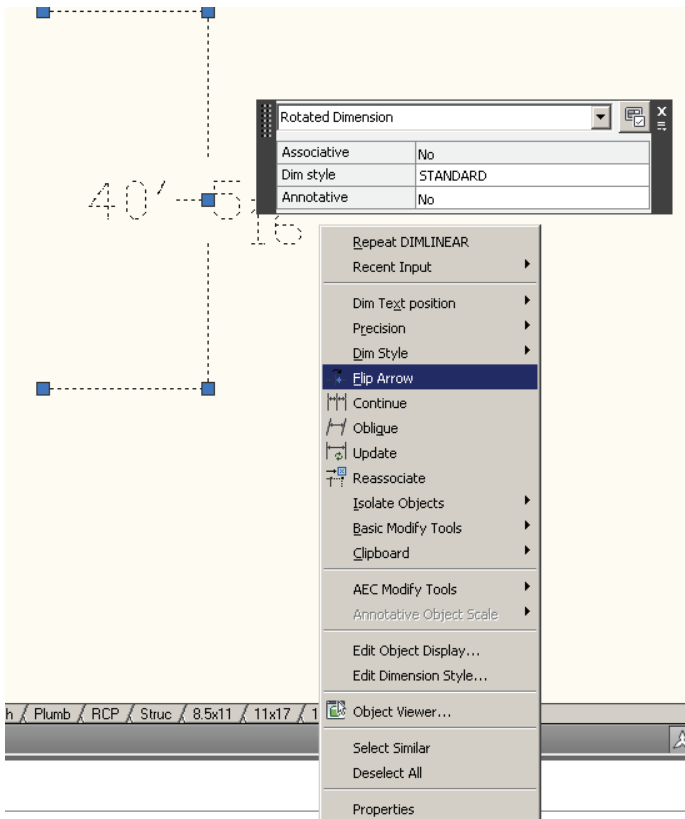 Rotated Dimension
Associative No
Dim style STANDARD
Annotative No
40'-5
16
Repeat DIMLINEAR
Recent Input
Dim Text position
Precision
Dim Style
Flip Arrow
Continue
Oblique
Update
Reassociate
Isolate Objects
Basic Modify Tools
Clipboard
AEC Modify Tools
Annotative Object Scale
Edit Object Display...
Edit Dimension Style...
h / Plumb / RCP / Struc / 8.5x11 / 11x17 / 1
Object Viewer...
Select Similar
Deselect All
Properties